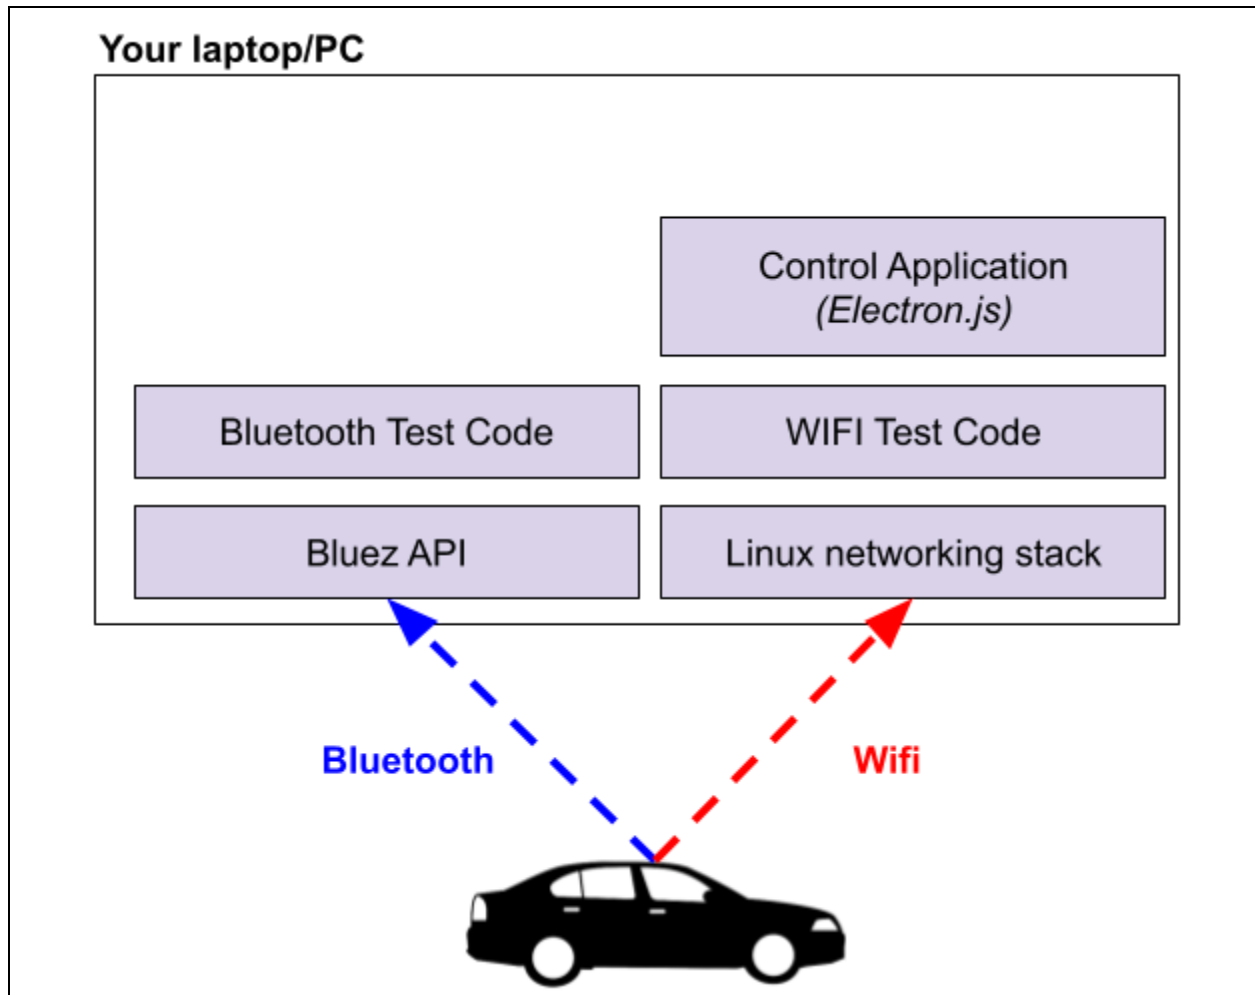 Your laptop/PC
Control Application
(Electron.js)
Bluetooth Test Code
WIFI Test Code
Bluez API
Linux networking stack
Bluetooth
Wifi